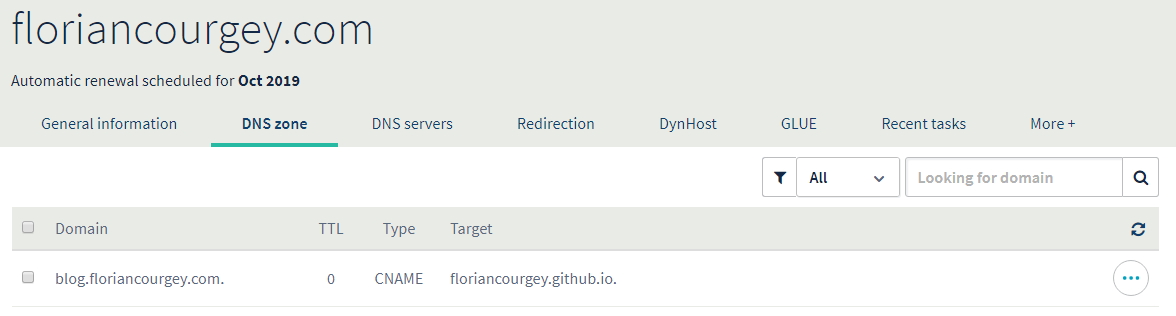 floriancourgey.com
Automatic renewal scheduled for Oct 2019
General information DNS zone DNS servers Redirection DynHost GLUE Recent tasks More +
All Looking for domain
Domain TTL Type Target
blog.floriancourgey.com. 0 CNAME floriancourgey.github.io.